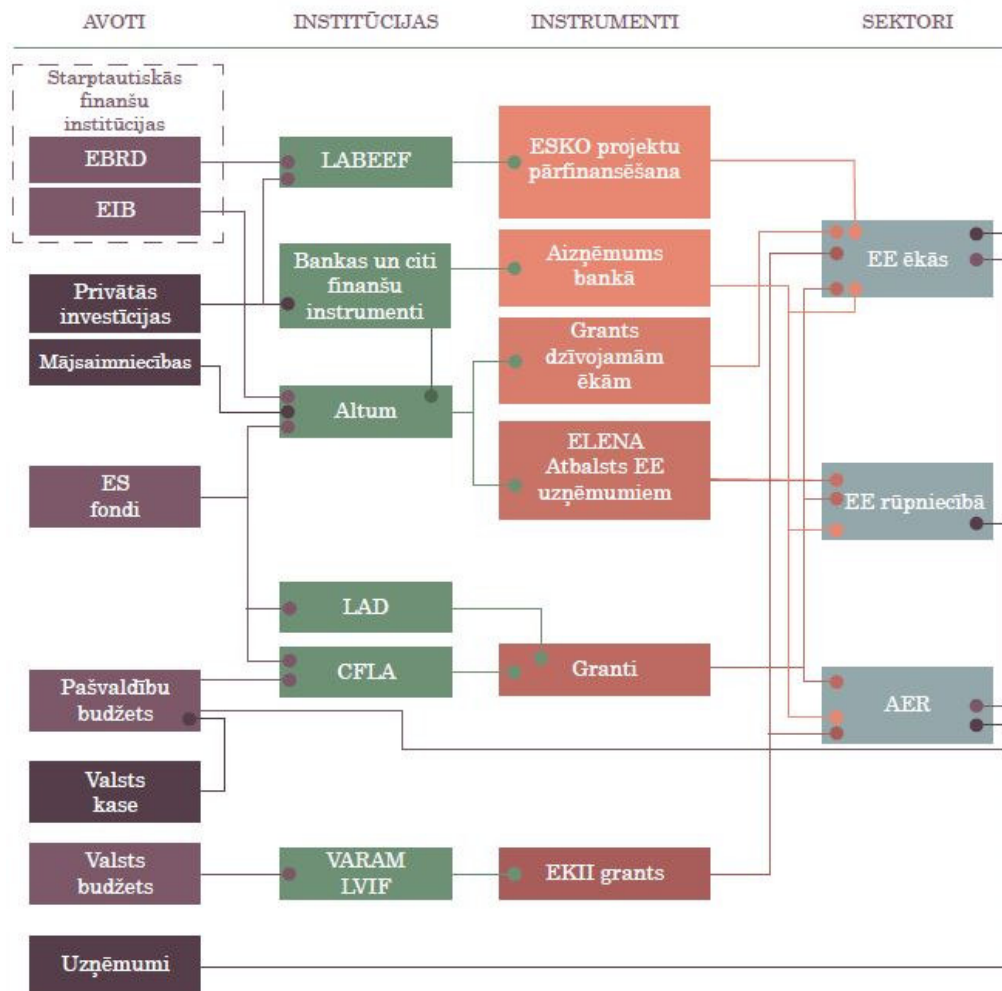 AVOTI
INSTITŪCIJAS
INSTRUMENTI
SEKTORI
Starptautiskās
finanšu
institūcijas
EBRD
EIB
Privātās
investīcijas
Mājsaimniecības
ES
fondi
Pašvaldību
budžets
Valsts
kase
Valsts
budžets
Uzņēmumi
LABEEF
Bankas un citi
finanšu
instrumenti
Altum
LAD
CFLA
VARAM
LVIF
ESKO projektu
pārfinansēšana
Aizņēmums
bankā
Grants
dzīvojamām
ēkām
ELENA
Atbalsts EE
uzņēmumiem
Granti
EKII grants
EE ēkās
EE rūpniecībā
AER